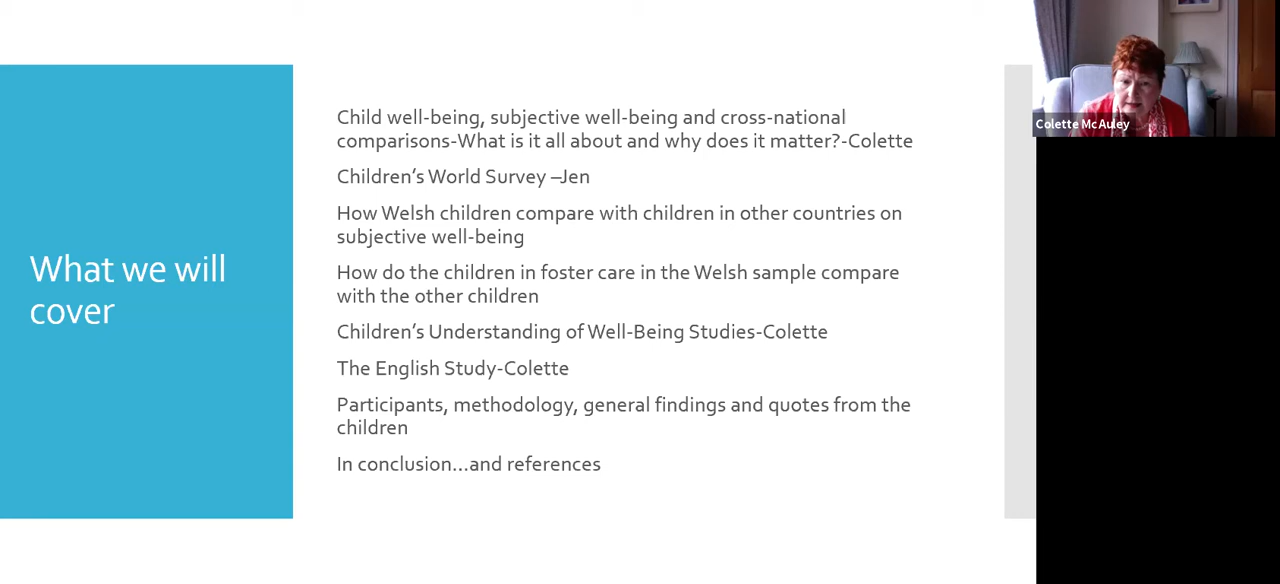 What we will
cover
Child well-being, subjective well-being and cross-national
comparisons-What is it all about and why does it matter?-Colette
Children's World Survey –Jen
How Welsh children compare with children in other countries on
subjective well-being
How do the children in foster care in the Welsh sample compare
with the other children
Children's Understanding of Well-Being Studies-Colette
The English Study-Colette
Participants, methodology, general findings and quotes from the
children
In conclusion...and references
Colette McAuley